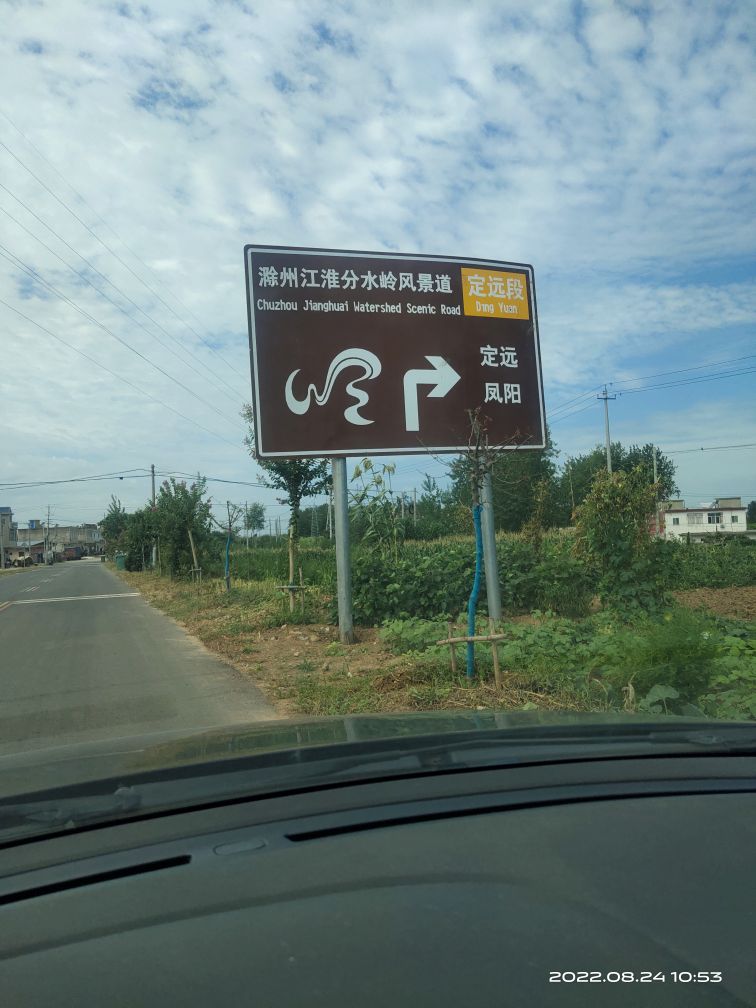 滁州江淮分水岭风景道
Chuzhou Jianghuai Watershed Scenic Road
定远段
Ding Yuan
定远
凤阳
2022.08.24 10:53